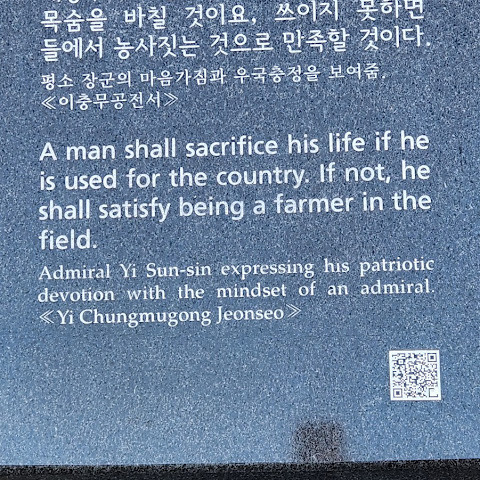 목숨을 바칠 것이요, 쓰이지 못하면
들에서 농사짓는 것으로 만족할 것이다.
평소 장군의 마음가짐과 우국충정을 보여줌.
≪이충무공전서≫
A man shall sacrifice his life if he
is used for the country. If not, he
shall satisfy being a farmer in the
field.
Admiral Yi Sun-sin expressing his patriotic
devotion with the mindset of an admiral.
≪Yi Chungmugong Jeonseo≫